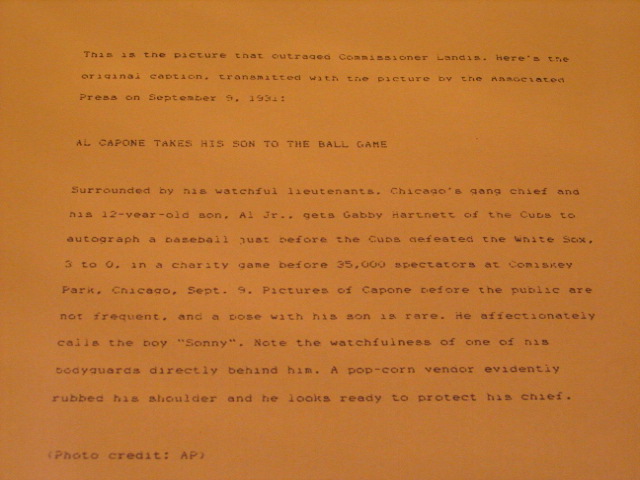 This is the picture that outraged Commissioner Landis. Here's the
original caption, transmitted with the picture by the Associated
Press on September 9, 1931:
AL CAPONE TAKES HIS SON TO THE BALL GAME
Surrounded by his watchful lieutenants, Chicago's gang chief and
his 12-year-old son, Al Jr., gets Gabby Hartnett of the Cubs to
autograph a baseball just before the Cubs defeated the White Sox,
3 to 0, in a charity game before 35,000 spectators at Comiskey
Park, Chicago, Sept. 9. Pictures of Capone before the public are
not frequent, and a pose with his son is rare. He affectionately
calls the boy "Sonny". Note the watchfulness of one of his
bodyguards directly behind him. A pop-corn vendor evidently
rubbed his shoulder and he looks ready to protect his chief.
(Photo credit: AP)